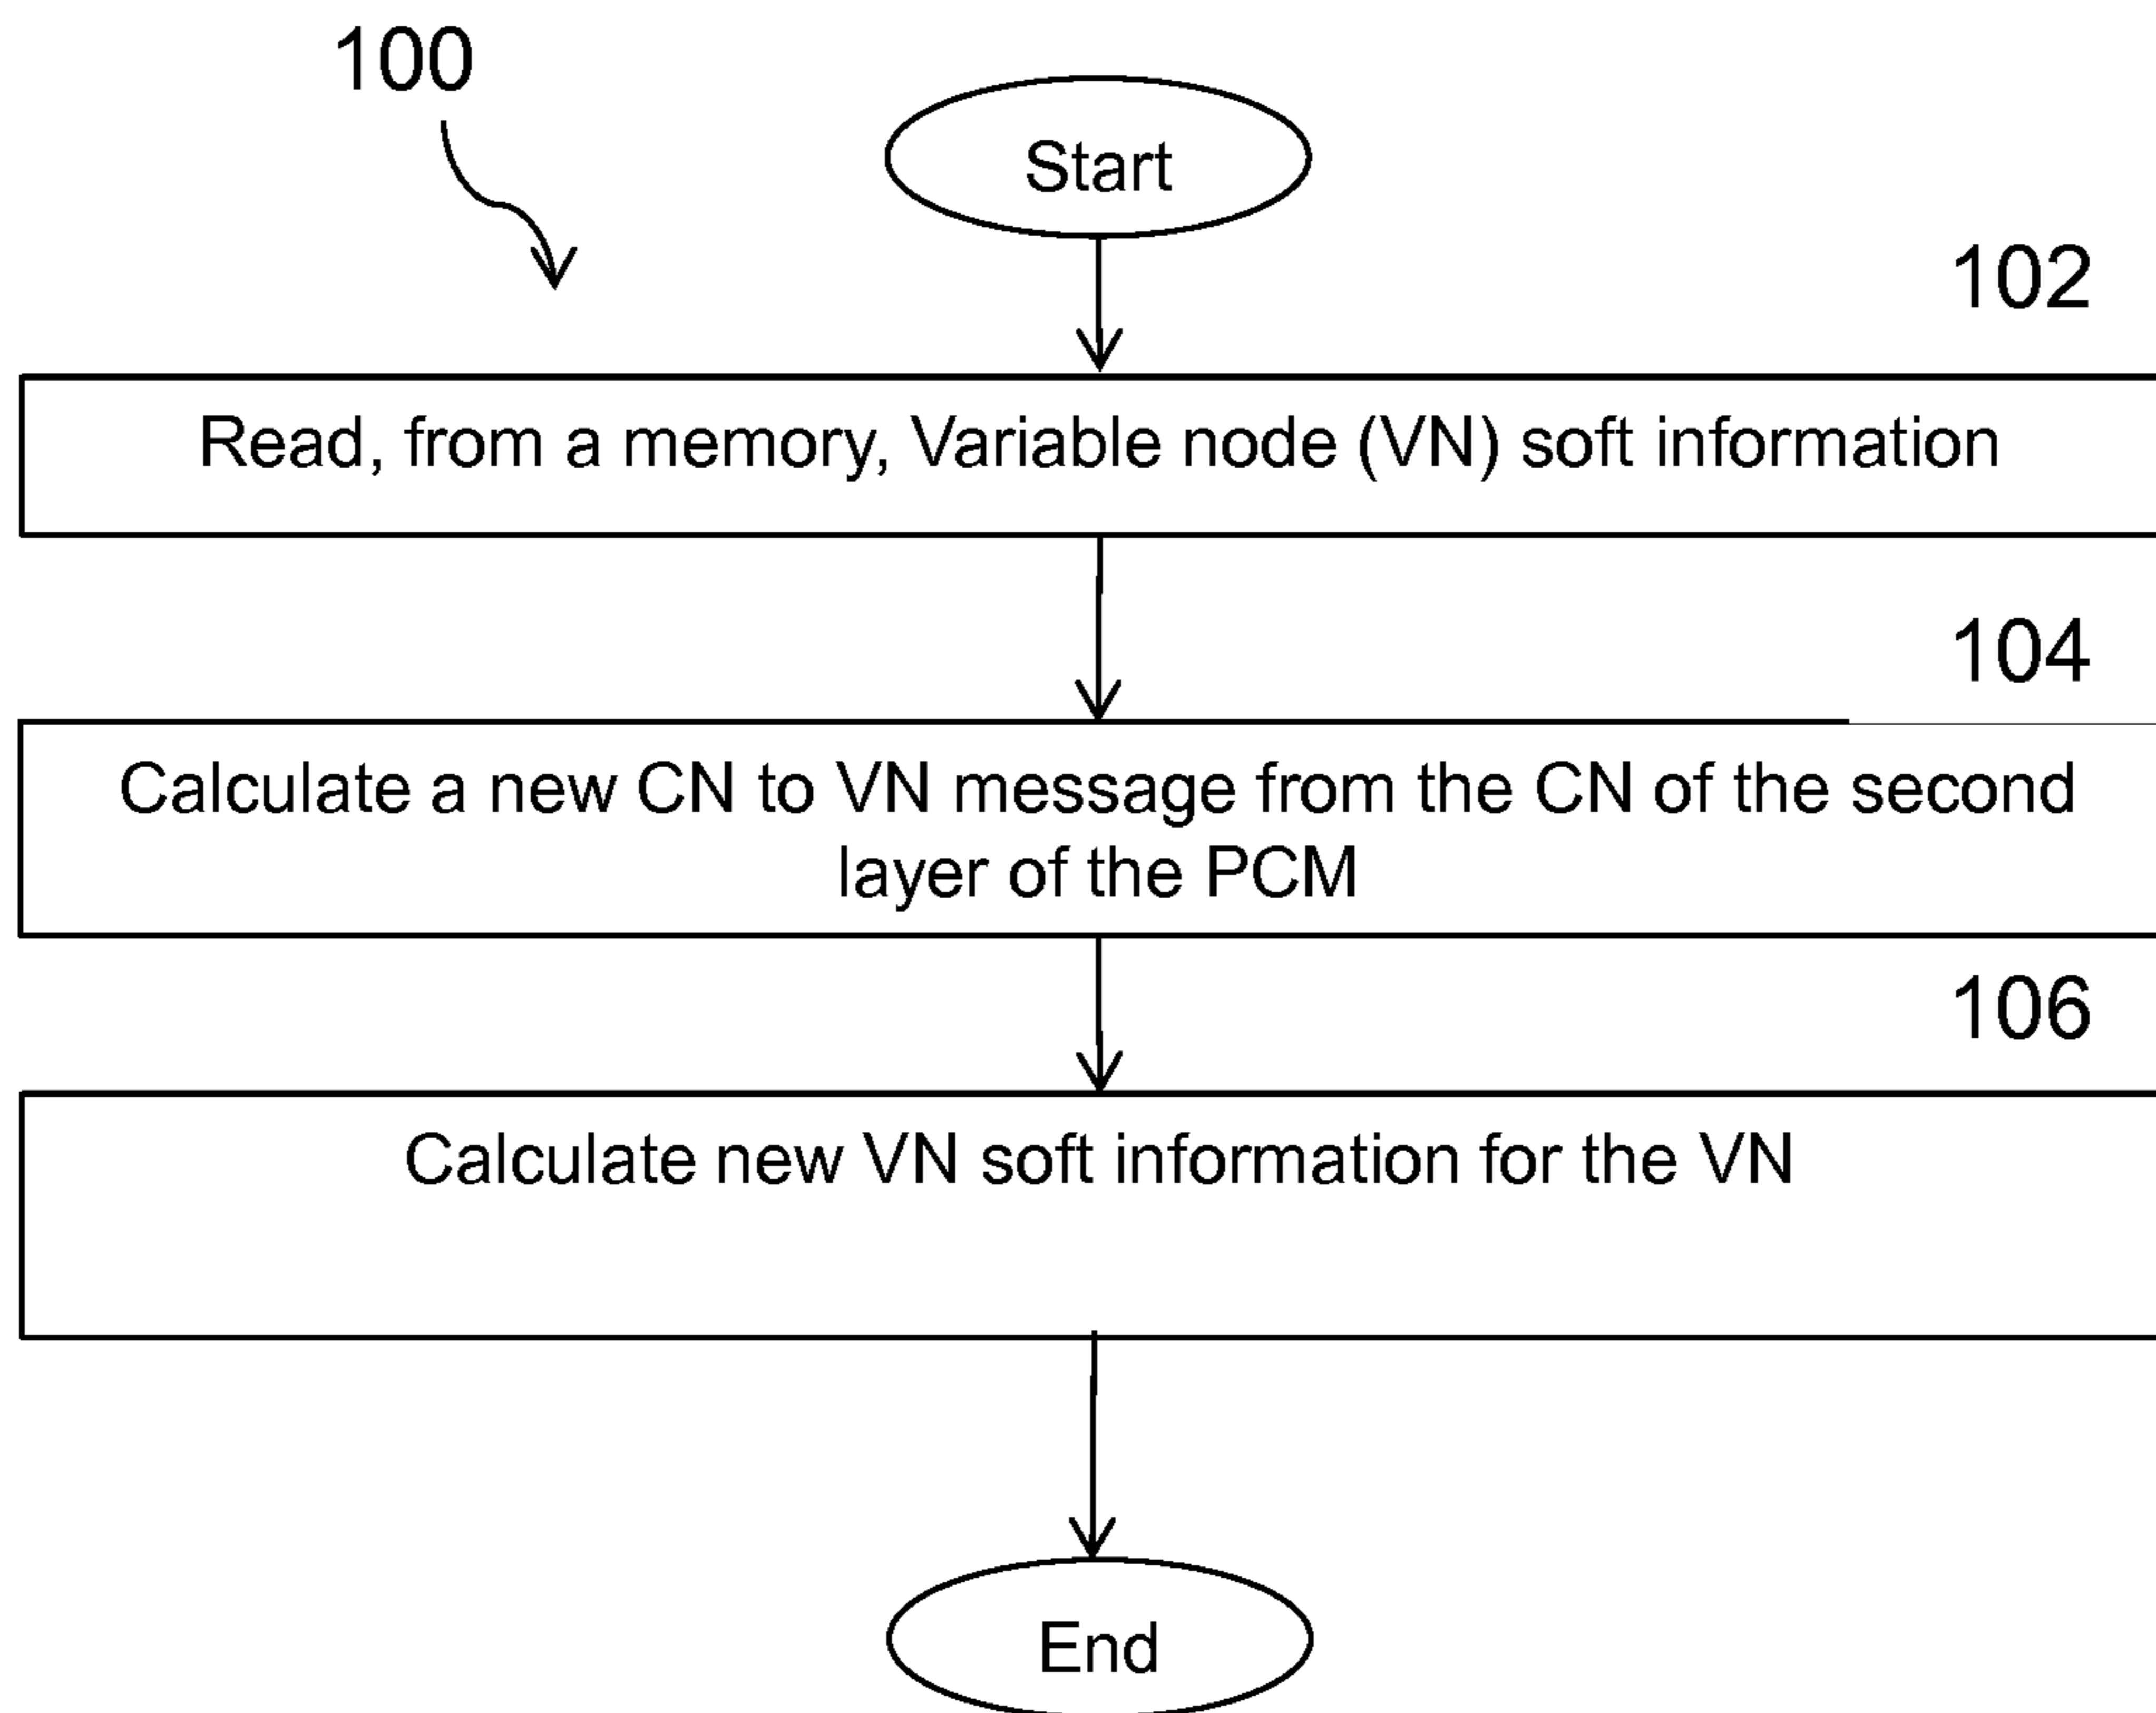 100
Start
102
Read, from a memory, Variable node (VN) soft information
104
Calculate a new CN to VN message from the CN of the second
layer of the PCM
106
Calculate new VN soft information for the VN
End